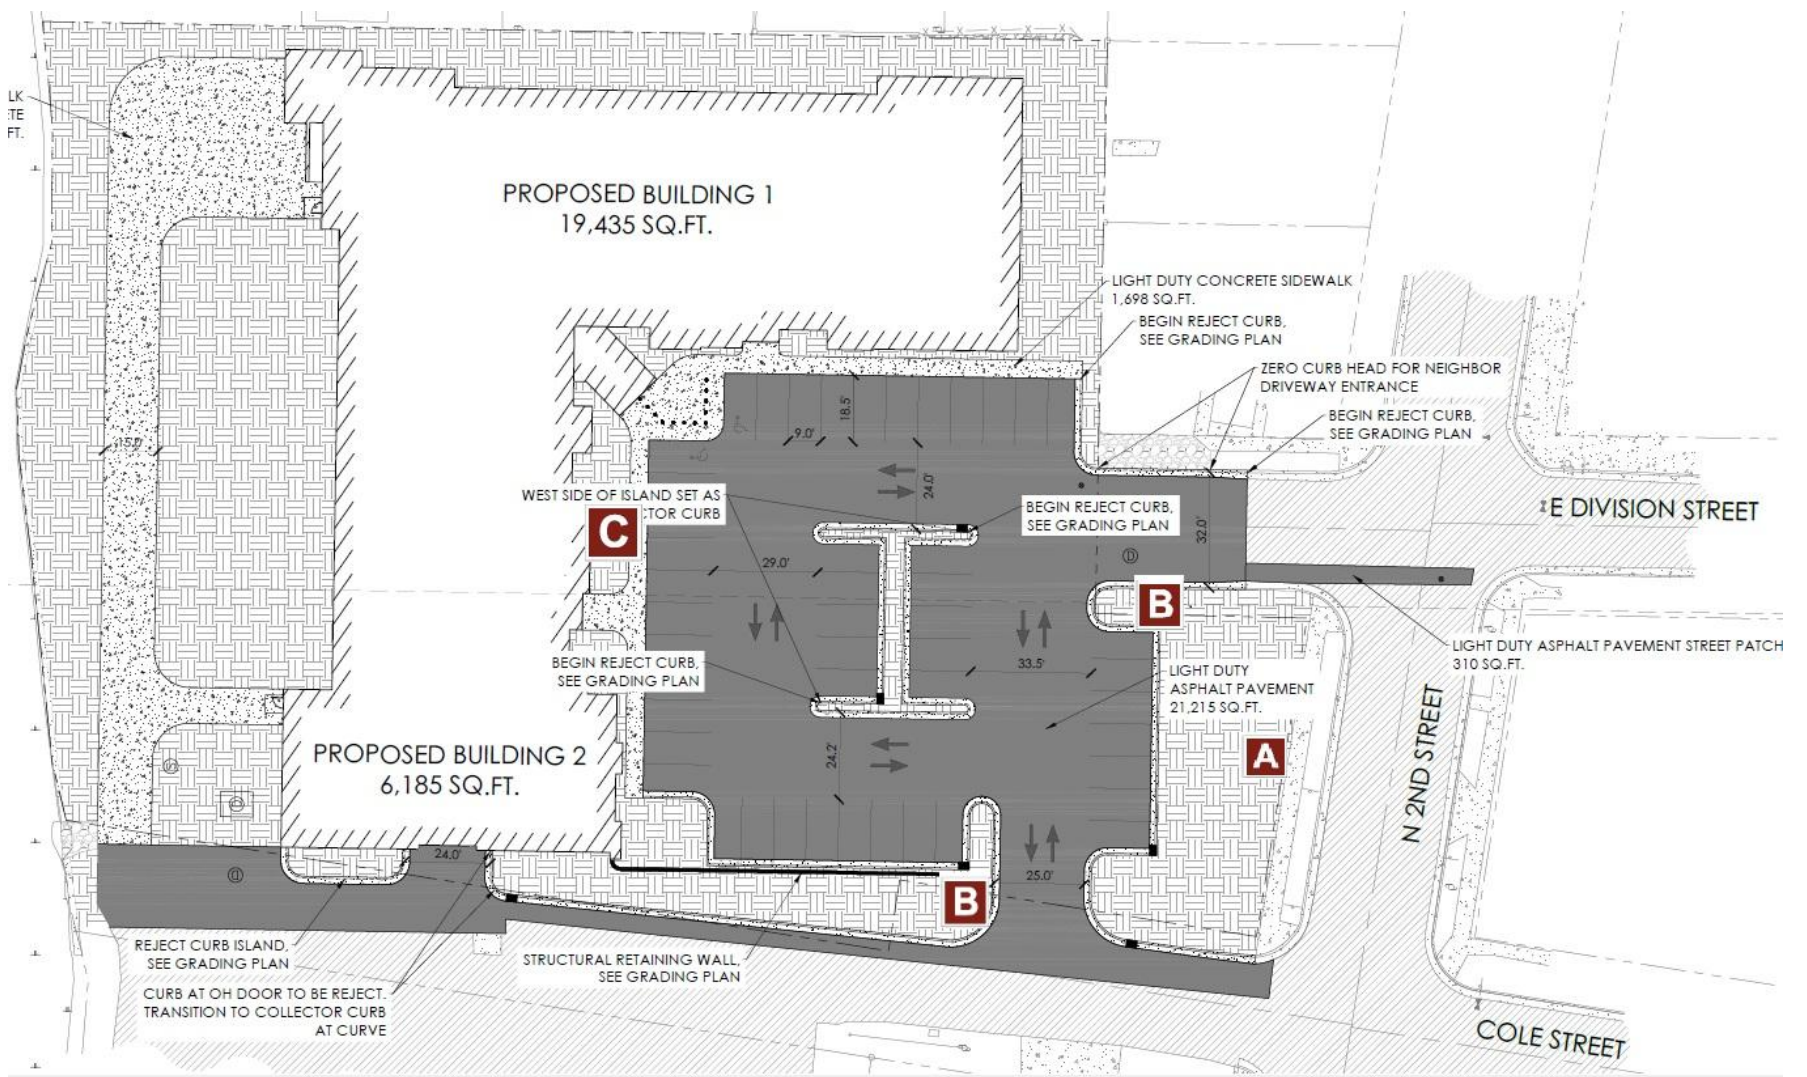 LK
TE
FT.
PROPOSED BUILDING 1
19,435 SQ.FT.
LIGHT DUTY CONCRETE SIDEWALK
1,698 SQ.FT.
BEGIN REJECT CURB,
SEE GRADING PLAN
ZERO CURB HEAD FOR NEIGHBOR
DRIVEWAY ENTRANCE
BEGIN REJECT CURB,
SEE GRADING PLAN
18.5'
9.0'
15.0'
24.0'
WEST SIDE OF ISLAND SET AS
CTOR CURB
C
BEGIN REJECT CURB,
SEE GRADING PLAN
32.0'
E DIVISION STREET
D
29.0'
B
BEGIN REJECT CURB,
SEE GRADING PLAN
33.5'
LIGHT DUTY
ASPHALT PAVEMENT
21,215 SQ.FT.
LIGHT DUTY ASPHALT PAVEMENT STREET PATCH
310 SQ.FT.
N 2ND STREET
A
PROPOSED BUILDING 2
6,185 SQ.FT.
24.2'
S
D
24.0'
D
25.0'
B
REJECT CURB ISLAND,
SEE GRADING PLAN
STRUCTURAL RETAINING WALL,
SEE GRADING PLAN
CURB AT OH DOOR TO BE REJECT.
TRANSITION TO COLLECTOR CURB
AT CURVE
COLE STREET